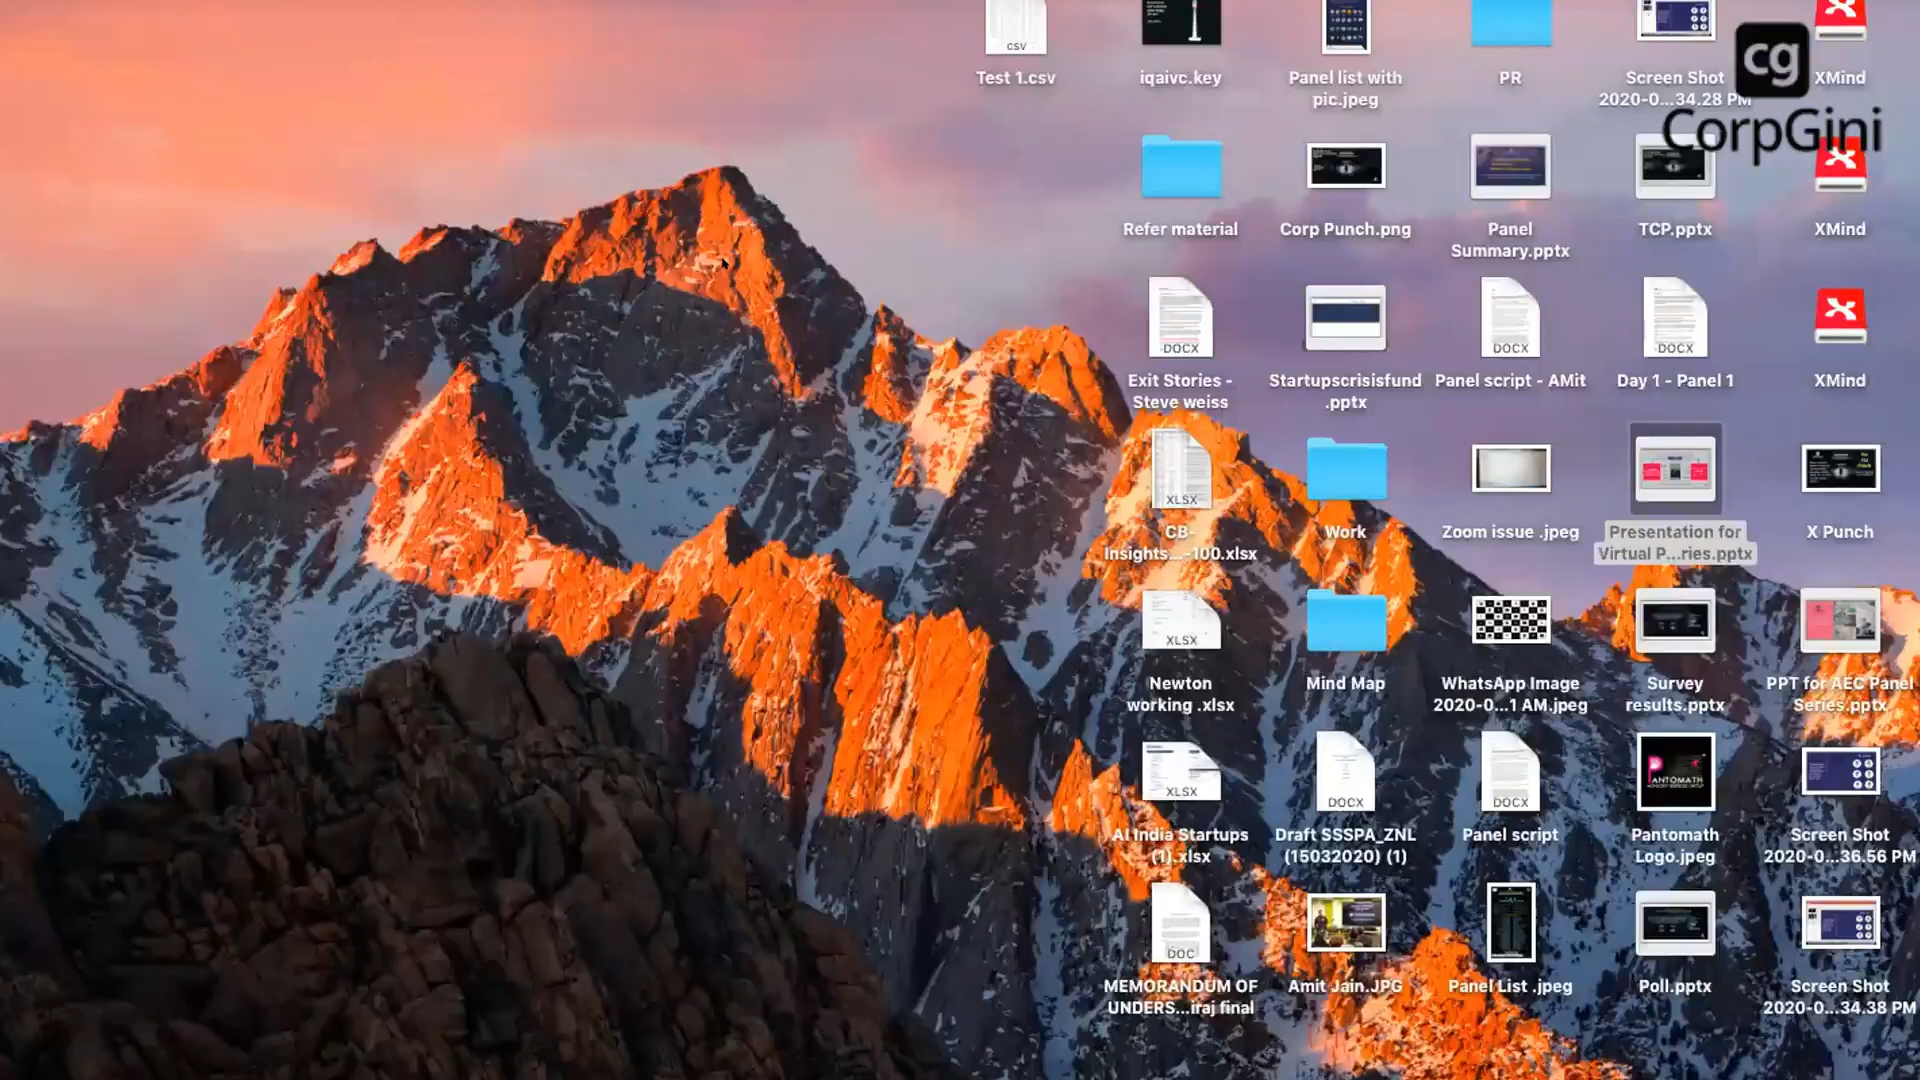 cg
CorpGini
CSV
Test 1.csv
iqaivc.key
Panel list with
pic.jpeg
PR
Screen Shot
2020-0...34.28 PM
XMind
Refer material
Corp Punch.png
Panel
Summary.pptx
TCP.pptx
XMind
DOCX
Exit Stories -
Steve weiss
Startupscrisisfund
.pptx
DOCX
Panel script - AMit
DOCX
Day 1 - Panel 1
XMind
XLSX
CB-
Insights...-100.xlsx
Work
Zoom issue .jpeg
Presentation for
Virtual P...ries.pptx
X Punch
XLSX
Newton
working .xlsx
Mind Map
WhatsApp Image
2020-0...1 AM.jpeg
Survey
results.pptx
PPT for AEC Panel
Series.pptx
XLSX
AI India Startups
(1).xlsx
DOCX
Draft SSSPA_ZNL
(15032020) (1)
DOCX
Panel script
PANTOMATH
Pantomath
Logo.jpeg
Screen Shot
2020-0...36.56 PM
DOC
MEMORANDUM OF
UNDERS...iraj final
Amit Jain.JPG
Panel List .jpeg
Poll.pptx
Screen Shot
2020-0...34.38 PM